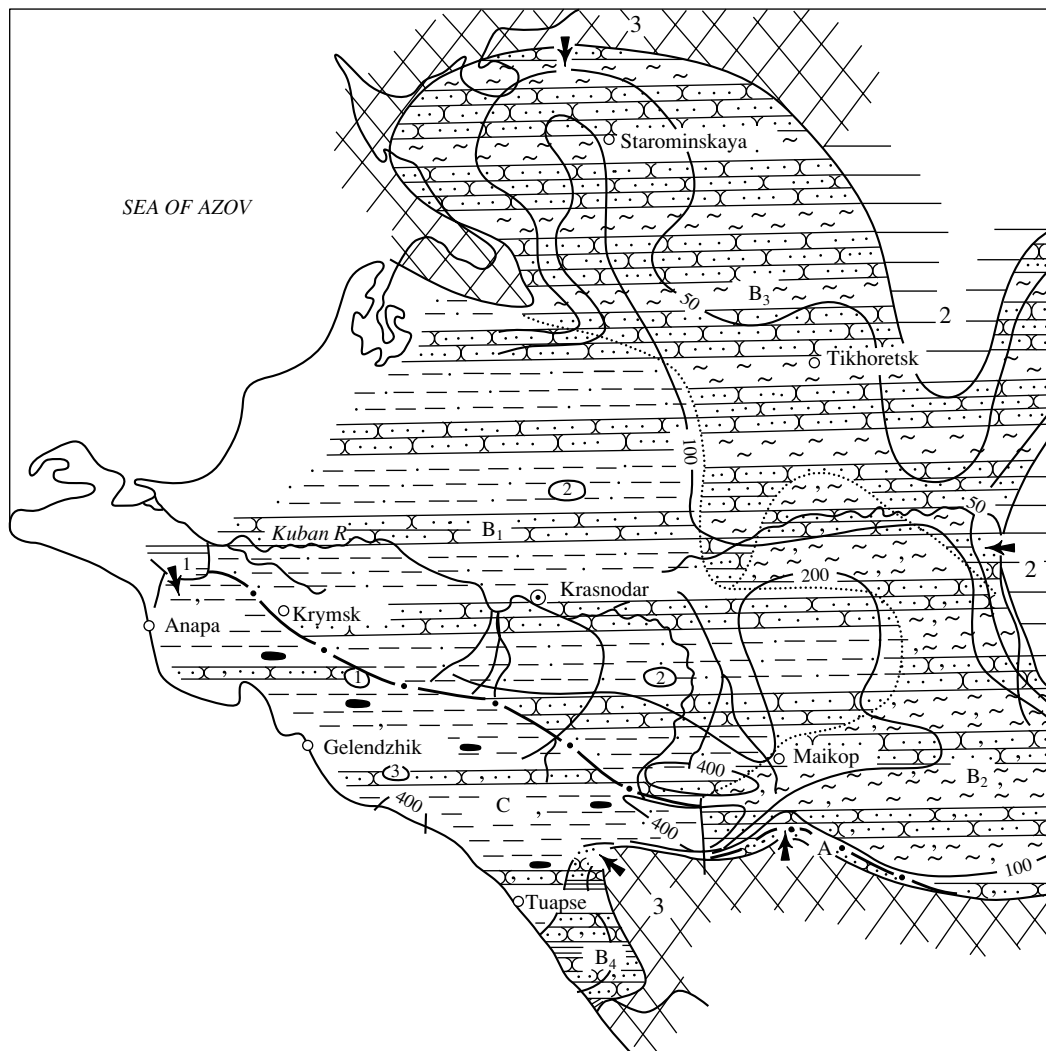 3
Starominskaya
SEA OF AZOV
50
B3
2
Tikhoretsk
100
2
50
Kuban R.
B1
1
200
2
Krasnodar
Krymsk
Anapa
1
2
Gelendzhik
Maikop
3
400
B2
400
C
400
A
100
Tuapse
3
B4